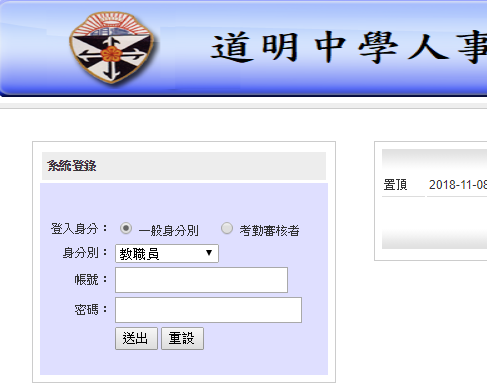 道明中學人事
系統登錄
置頂 2018-11-08
登入身分： 一般身分別 考勤審核者
身分別： 教職員
帳號：
密碼：
送出 重設